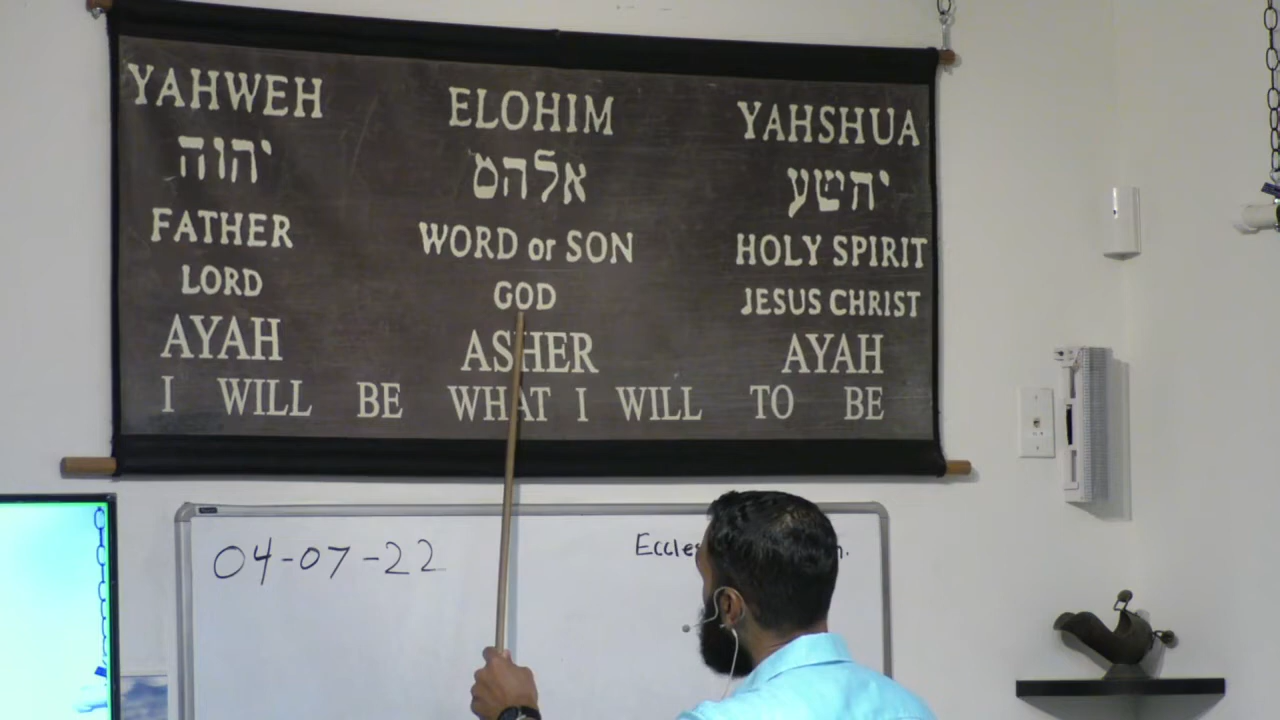 YAHWEH ELOHIM YAHSHUA
יהוה אלהם יהשע
FATHER WORD or SON HOLY SPIRIT
LORD GOD JESUS CHRIST
AYAH ASHER AYAH
I WILL BE WHAT I WILL TO BE
04-07-22